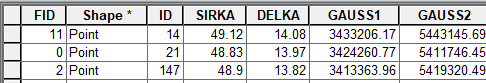 FID Shape * ID SIRKA DELKA GAUSS1 GAUSS2
11 Point 14 49.12 14.08 3433206.17 5443145.69
0 Point 21 48.83 13.97 3424260.77 5411746.45
2 Point 147 48.9 13.82 3413363.96 5419320.49